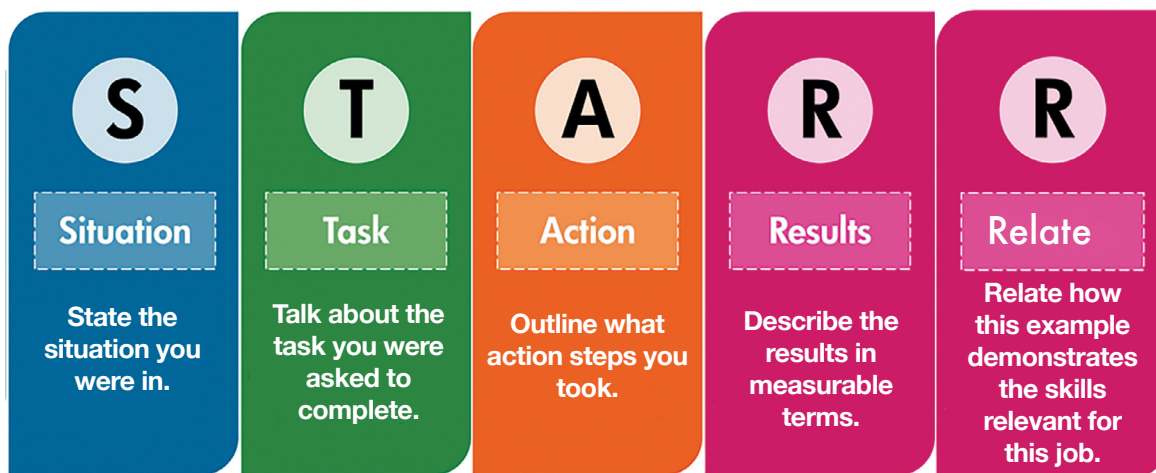 S
Situation
State the
situation you
were in.
T
Task
Talk about the
task you were
asked to
complete.
A
Action
Outline what
action steps you
took.
R
Results
Describe the
results in
measurable
terms.
R
Relate
Relate how
this example
demonstrates
the skills
relevant for
this job.